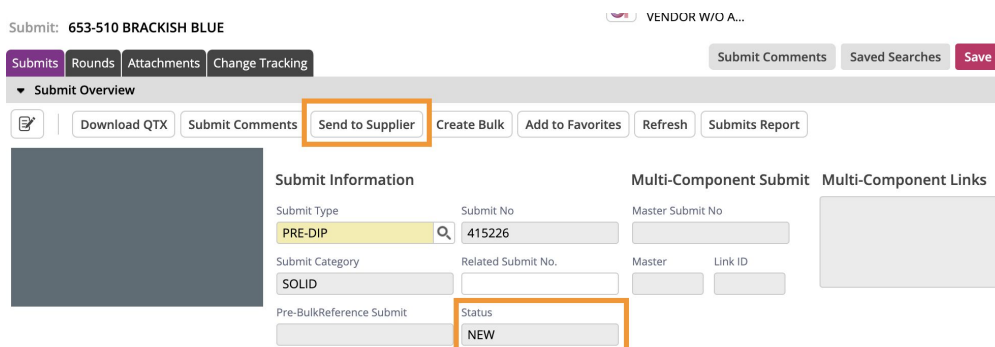 VENDOR W/O A...
Submit: 653-510 BRACKISH BLUE
Submits Rounds Attachments Change Tracking Submit Comments Saved Searches Save
Submit Overview
Download QTX Submit Comments Send to Supplier Create Bulk Add to Favorites Refresh Submits Report
Submit Information Multi-Component Submit Multi-Component Links
Submit Type Submit No Master Submit No
PRE-DIP 415226
Submit Category Related Submit No. Master Link ID
SOLID
Pre-BulkReference Submit Status
NEW